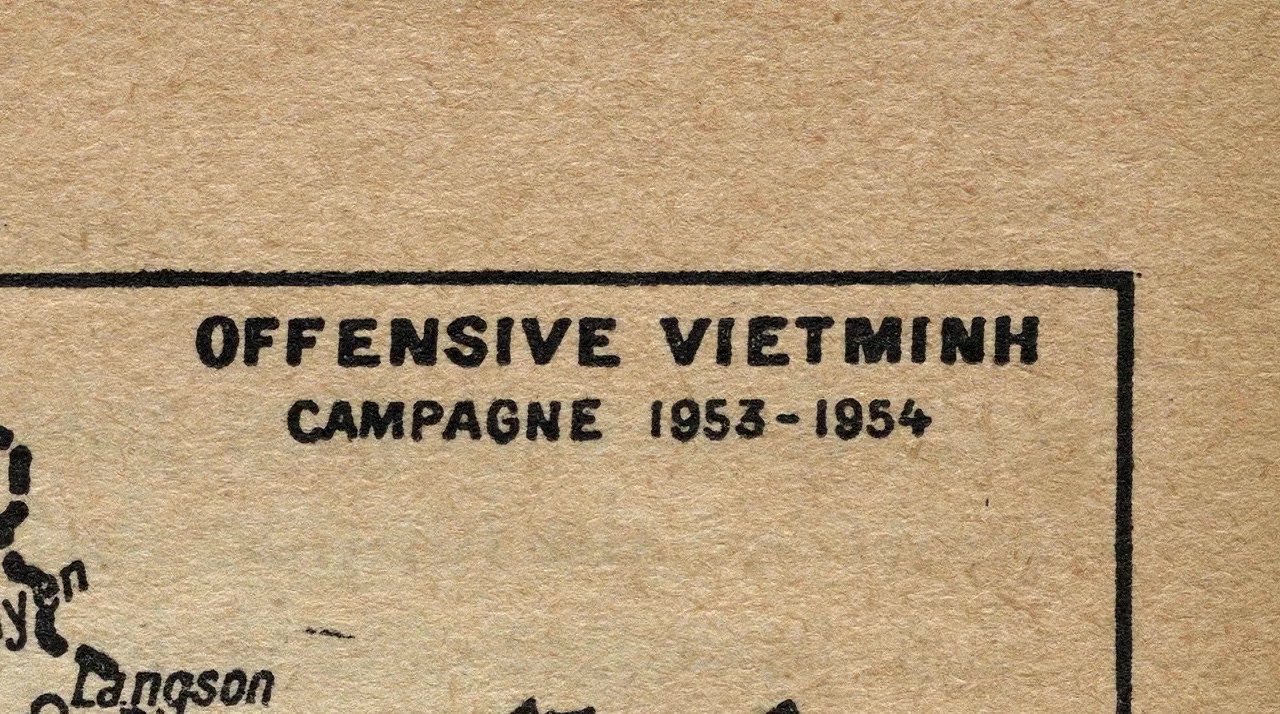 OFFENSIVE VIETMINH
CAMPAGNE 1953-1954
Langson